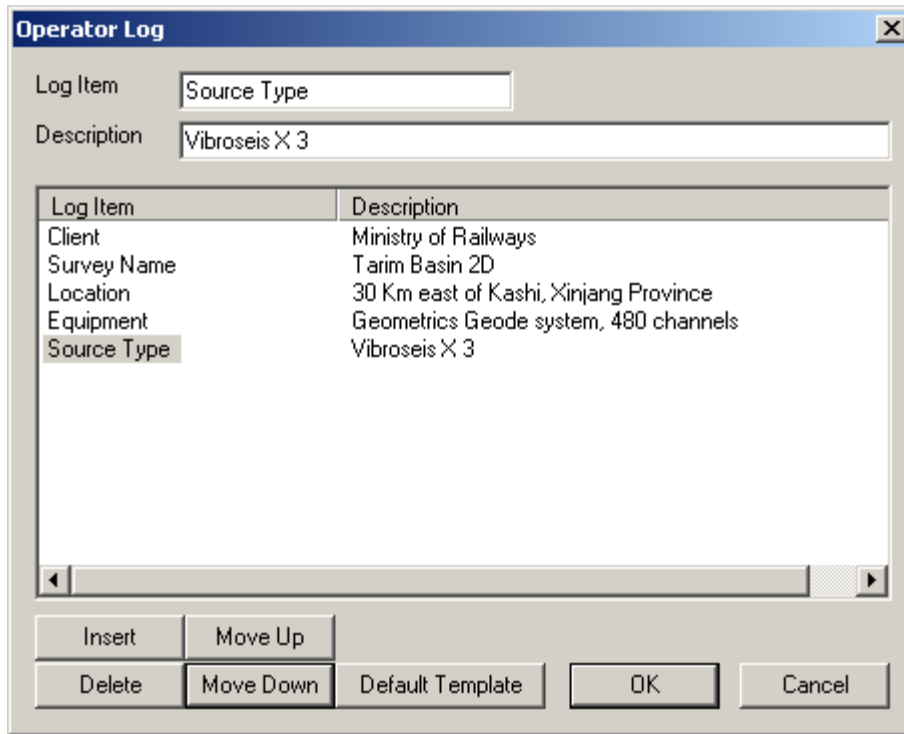 Operator Log
Log Item Source Type
Description Vibroseis X 3
Log Item Description
Client Ministry of Railways
Survey Name Tarim Basin 2D
Location 30 Km east of Kashi, Xinjang Province
Equipment Geometrics Geode system, 480 channels
Source Type Vibroseis X 3
Insert Move Up
Delete Move Down Default Template OK Cancel